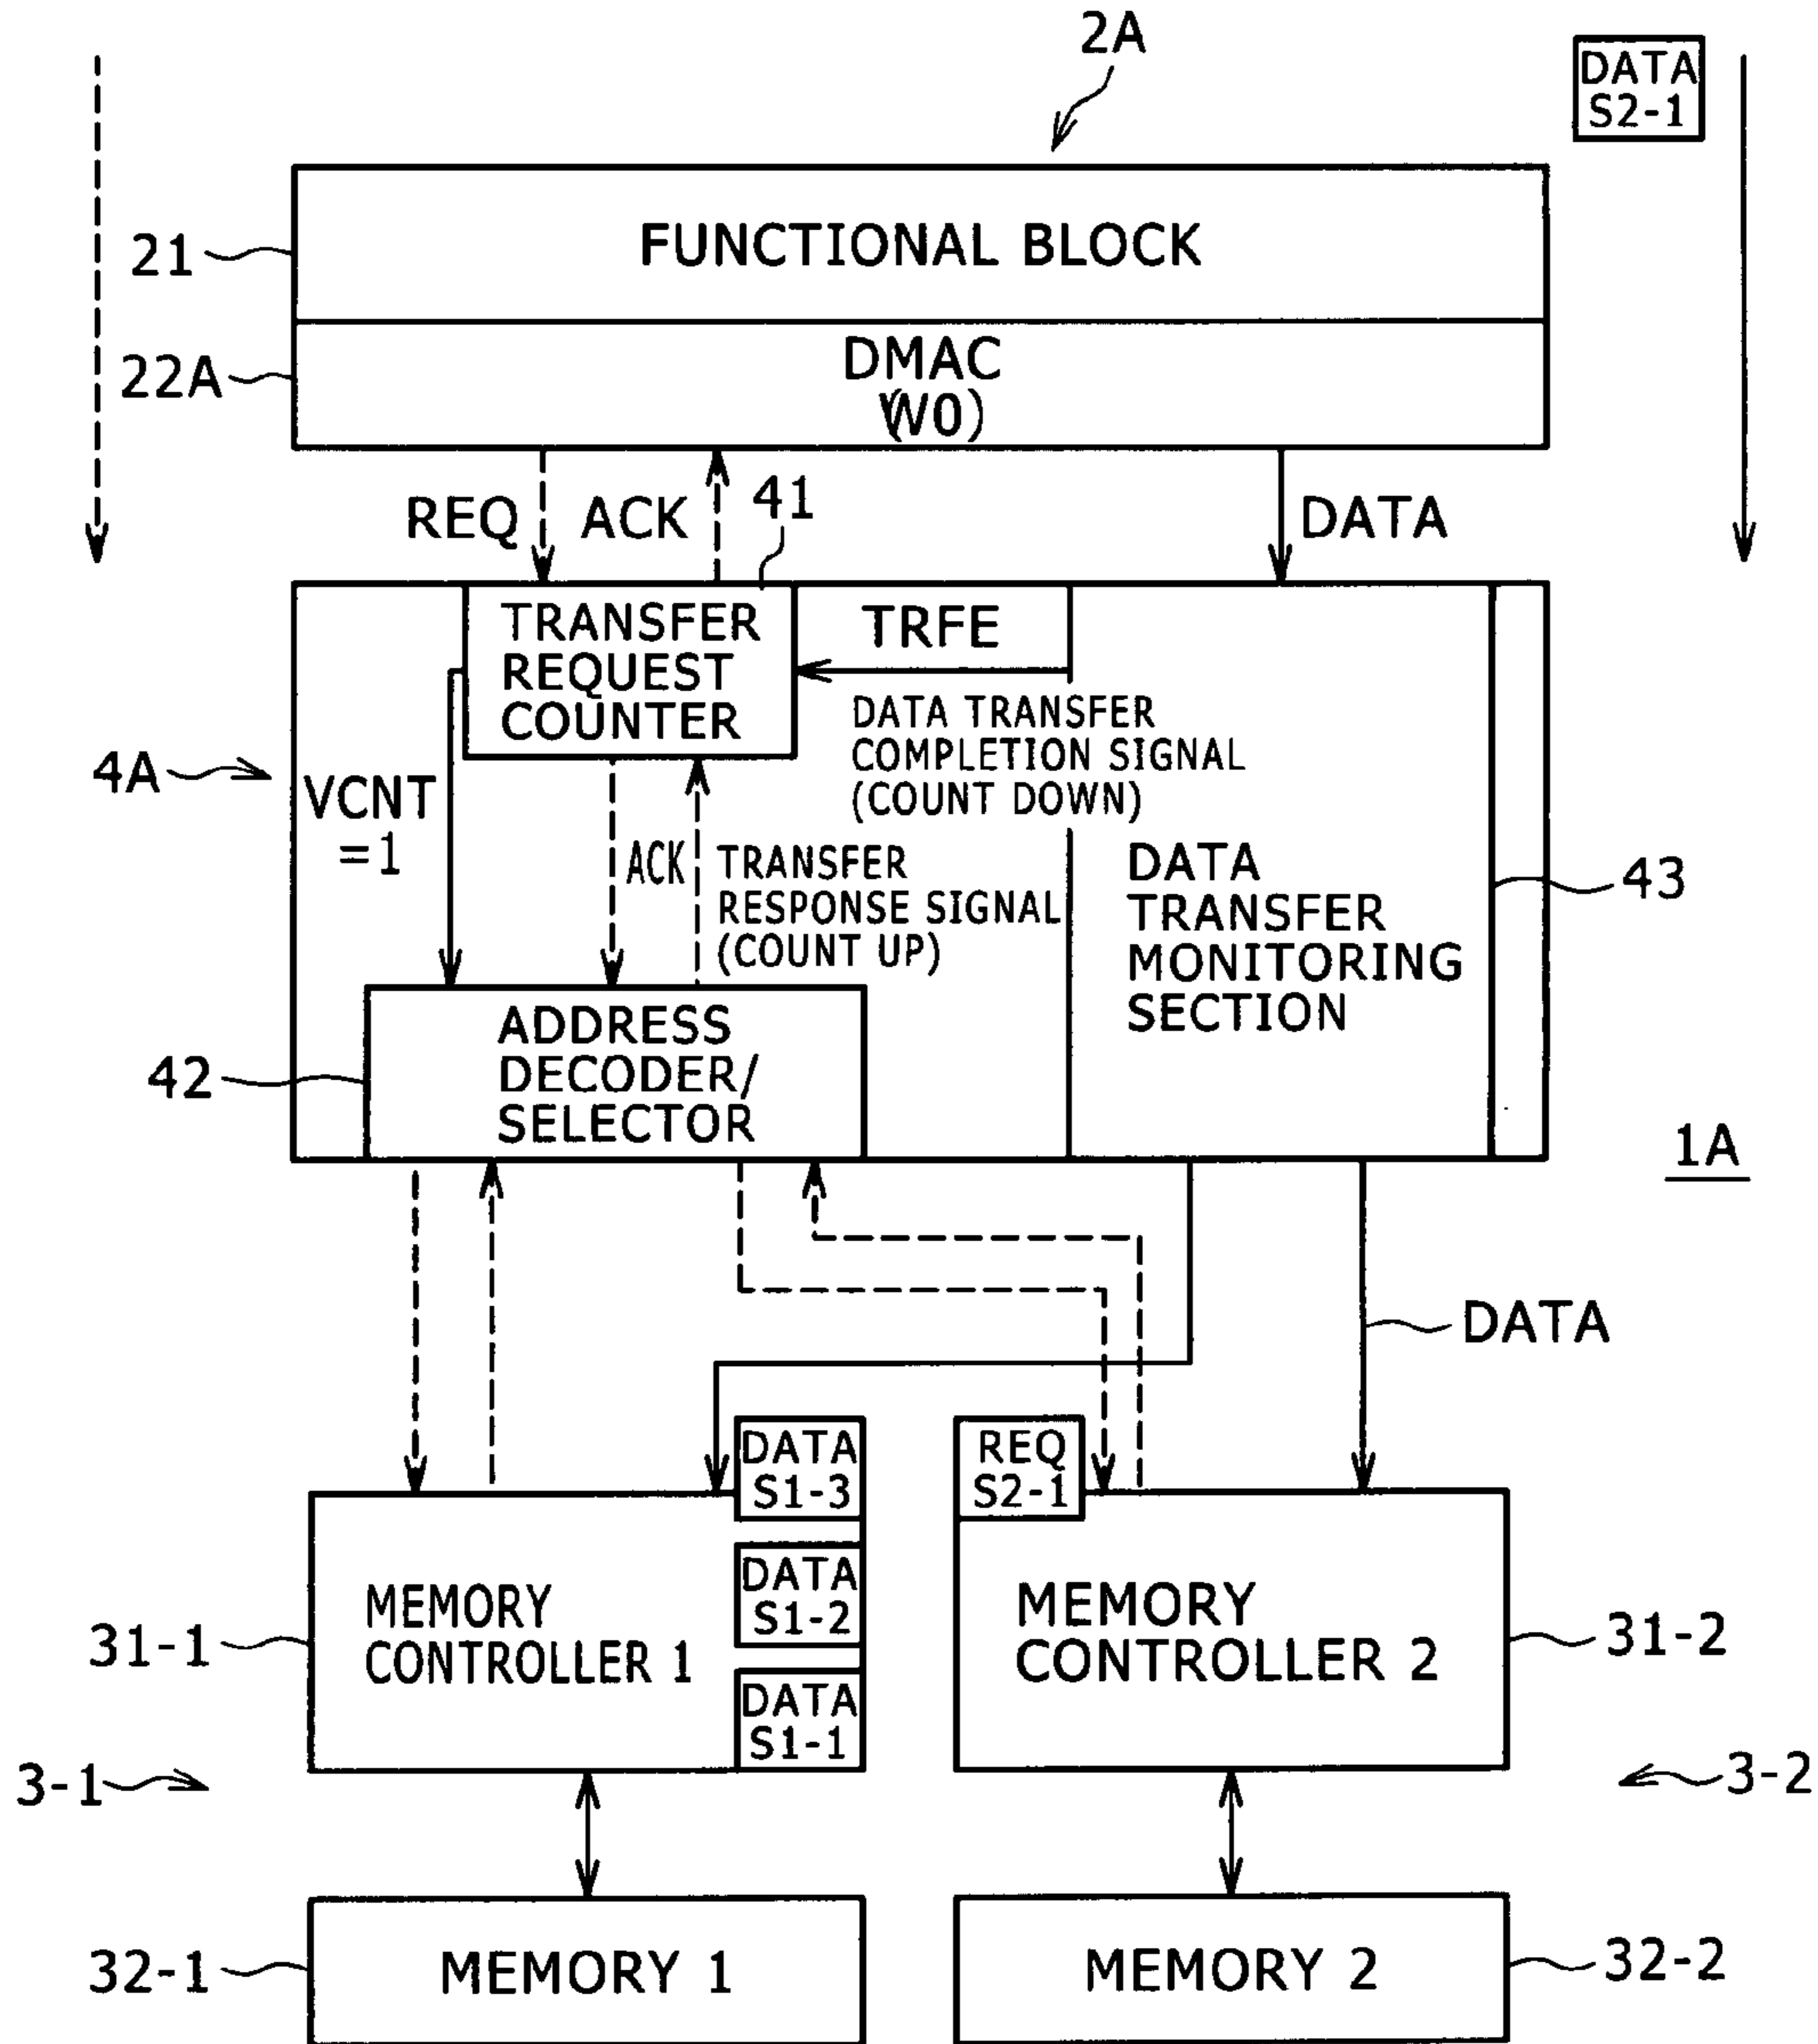 2A
DATA
S2-1
21
FUNCTIONAL BLOCK
22A
DMAC
(W0)
REQ
ACK
41
DATA
TRANSFER
REQUEST
COUNTER
TRFE
DATA TRANSFER
COMPLETION SIGNAL
(COUNT DOWN)
4A
VCNT
=1
ACK
TRANSFER
RESPONSE SIGNAL
(COUNT UP)
DATA
TRANSFER
MONITORING
SECTION
43
42
ADDRESS
DECODER/
SELECTOR
1A
DATA
DATA
S1-3
REQ
S2-1
31-1
MEMORY
CONTROLLER 1
DATA
S1-2
DATA
S1-1
MEMORY
CONTROLLER 2
31-2
3-1
3-2
32-1
MEMORY 1
MEMORY 2
32-2